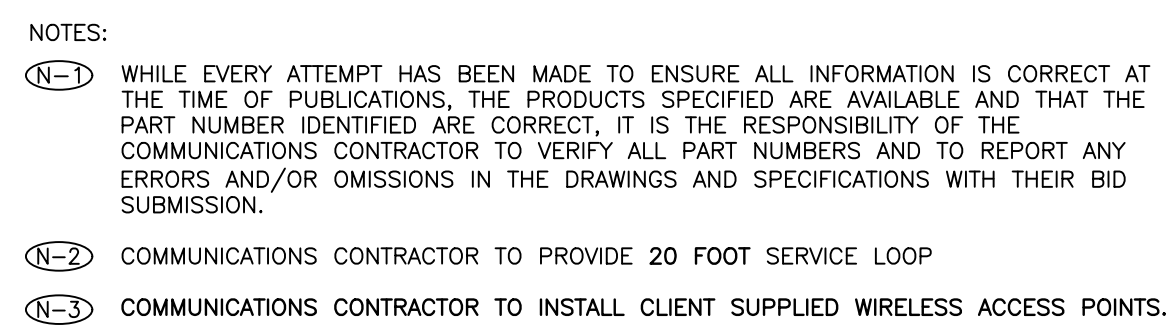 NOTES:
N-1 WHILE EVERY ATTEMPT HAS BEEN MADE TO ENSURE ALL INFORMATION IS CORRECT AT
THE TIME OF PUBLICATIONS, THE PRODUCTS SPECIFIED ARE AVAILABLE AND THAT THE
PART NUMBER IDENTIFIED ARE CORRECT, IT IS THE RESPONSIBILITY OF THE
COMMUNICATIONS CONTRACTOR TO VERIFY ALL PART NUMBERS AND TO REPORT ANY
ERRORS AND/OR OMISSIONS IN THE DRAWINGS AND SPECIFICATIONS WITH THEIR BID
SUBMISSION.
N-2 COMMUNICATIONS CONTRACTOR TO PROVIDE 20 FOOT SERVICE LOOP
N-3 COMMUNICATIONS CONTRACTOR TO INSTALL CLIENT SUPPLIED WIRELESS ACCESS POINTS.